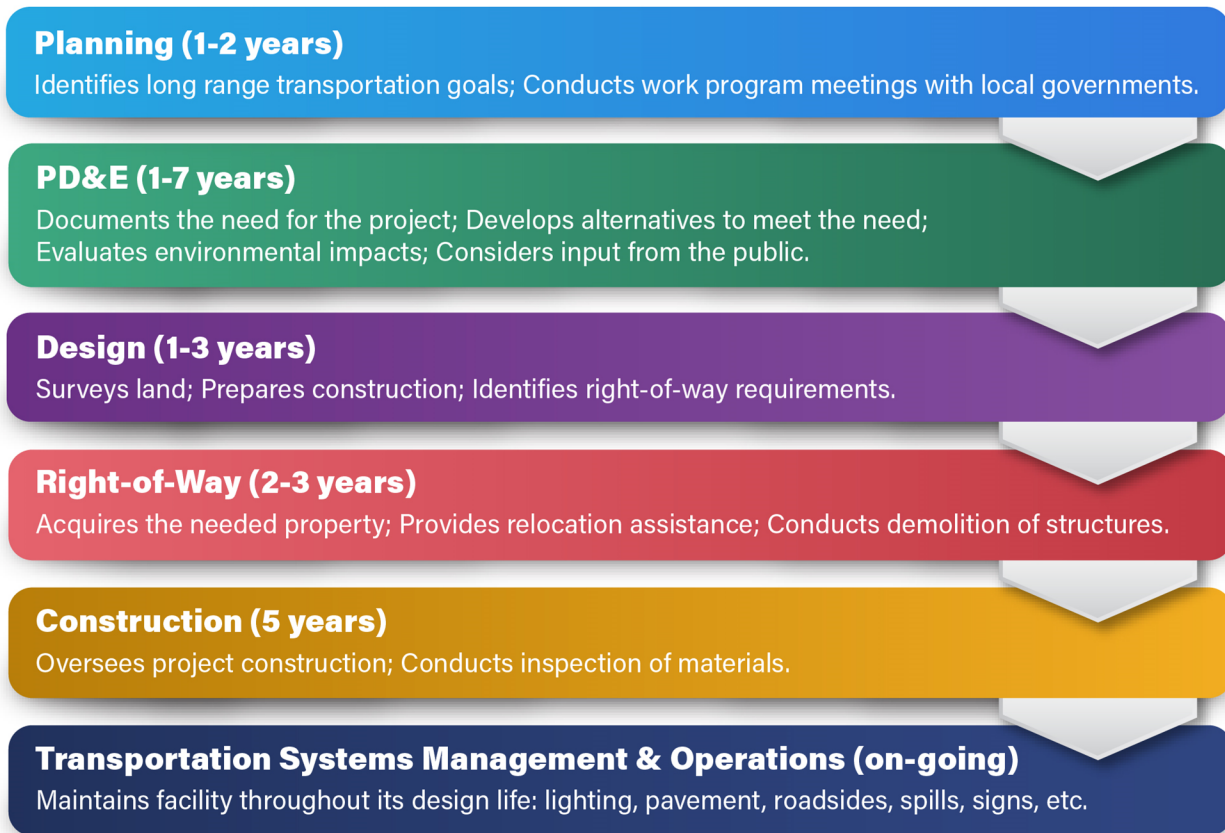 Planning (1-2 years)
Identifies long range transportation goals; Conducts work program meetings with local governments.
PD&E (1-7 years)
Documents the need for the project; Develops alternatives to meet the need;
Evaluates environmental impacts; Considers input from the public.
Design (1-3 years)
Surveys land; Prepares construction; Identifies right-of-way requirements.
Right-of-Way (2-3 years)
Acquires the needed property; Provides relocation assistance; Conducts demolition of structures.
Construction (5 years)
Oversees project construction; Conducts inspection of materials.
Transportation Systems Management & Operations (on-going)
Maintains facility throughout its design life: lighting, pavement, roadsides, spills, signs, etc.